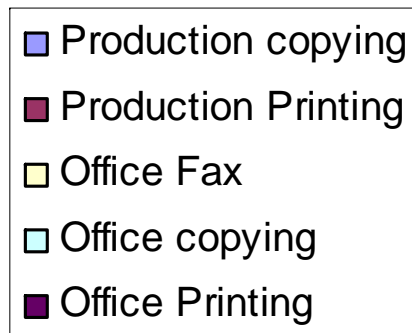 Production copying
Production Printing
Office Fax
Office copying
Office Printing